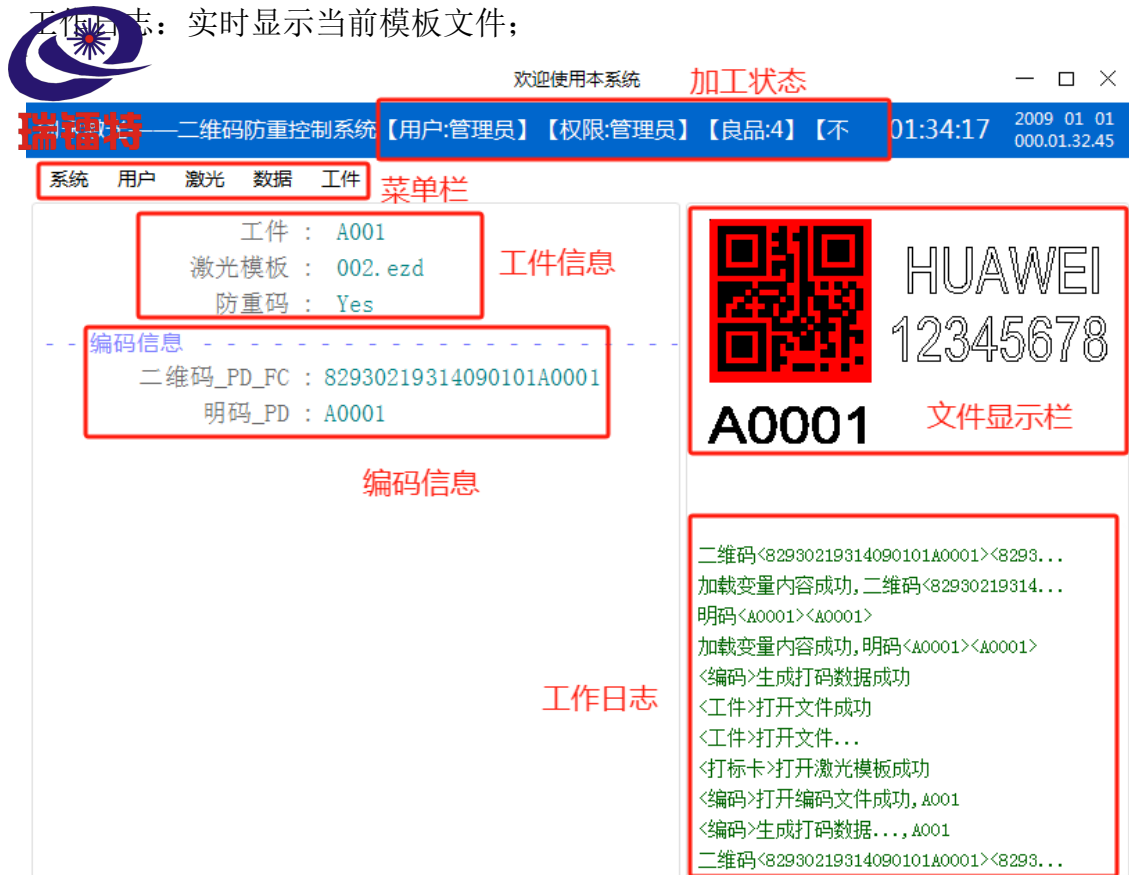 工作日志：实时显示当前模板文件；
欢迎使用本系统
加工状态
瑞镭特
——二维码防重控制系统【用户:管理员】【权限:管理员】【良品:4】【不
01:34:17
2009 01 01
000.01.32.45
系统 用户 激光 数据 工件
菜单栏
工件 : A001
激光模板 : 002.ezd
防重码 : Yes
工件信息
- - 编码信息 - - - - - - - - - - - - - - - - - - - -
二维码_PD_FC : 82930219314090101A0001
明码_PD : A0001
编码信息
HUAWEI
12345678
A0001
文件显示栏
工作日志
二维码<82930219314090101A0001><8293...
加载变量内容成功,二维码<82930219314...
明码<A0001><A0001>
加载变量内容成功,明码<A0001><A0001>
<编码>生成打码数据成功
<工件>打开文件成功
<工件>打开文件...
<打标卡>打开激光模板成功
<编码>打开编码文件成功,A001
<编码>生成打码数据...,A001
二维码<82930219314090101A0001><8293...